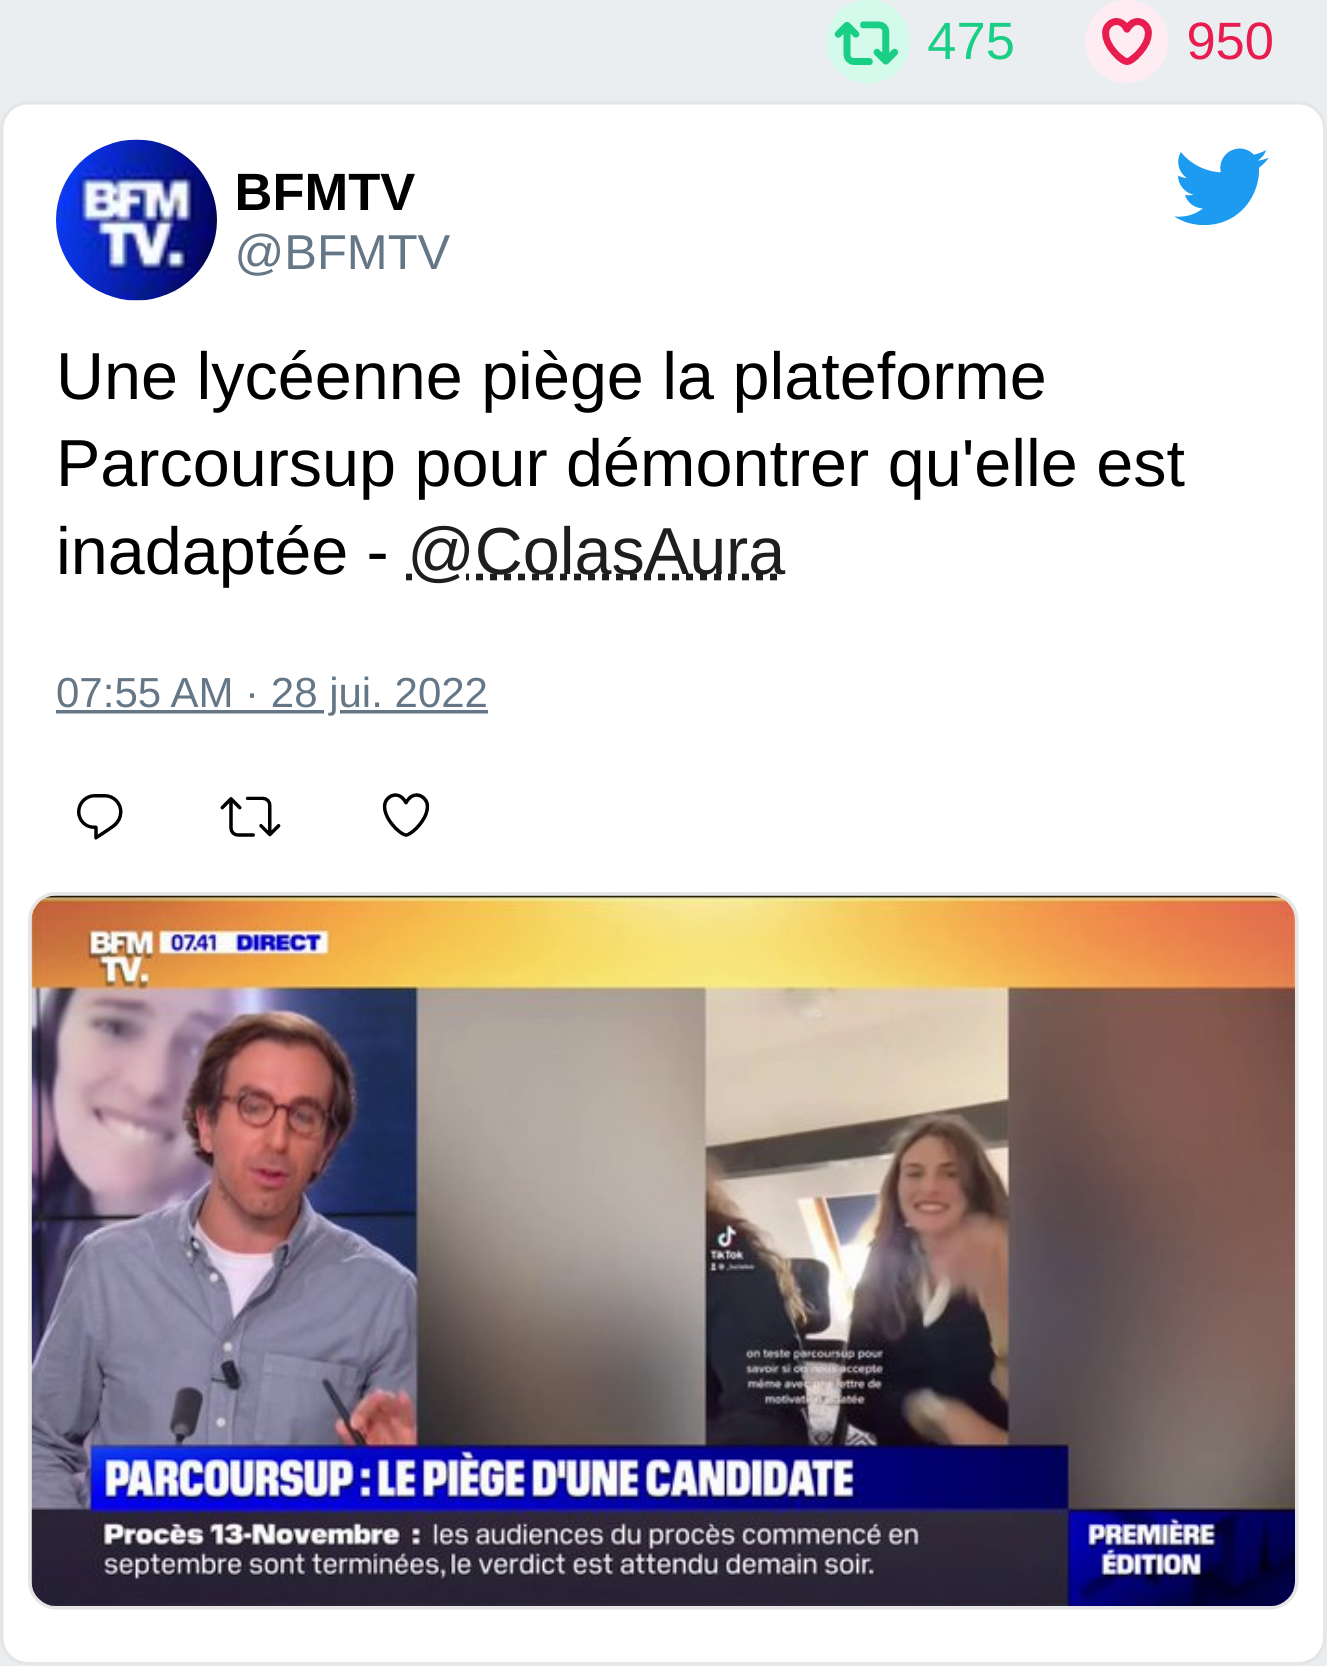 475 950
BFM
TV.
BFMTV
@BFMTV
Une lycéenne piège la plateforme
Parcoursup pour démontrer qu'elle est
inadaptée - @ColasAura
07:55 AM · 28 jui. 2022
BFM 07.41 DIRECT
TV.
TikTok
on teste parcoursup pour
savoir si on nous accepte
même avec une lettre de
motivation
PARCOURSUP : LE PIÈGE D'UNE CANDIDATE
Procès 13-Novembre : les audiences du procès commencé en
septembre sont terminées, le verdict est attendu demain soir.
PREMIÈRE
ÉDITION